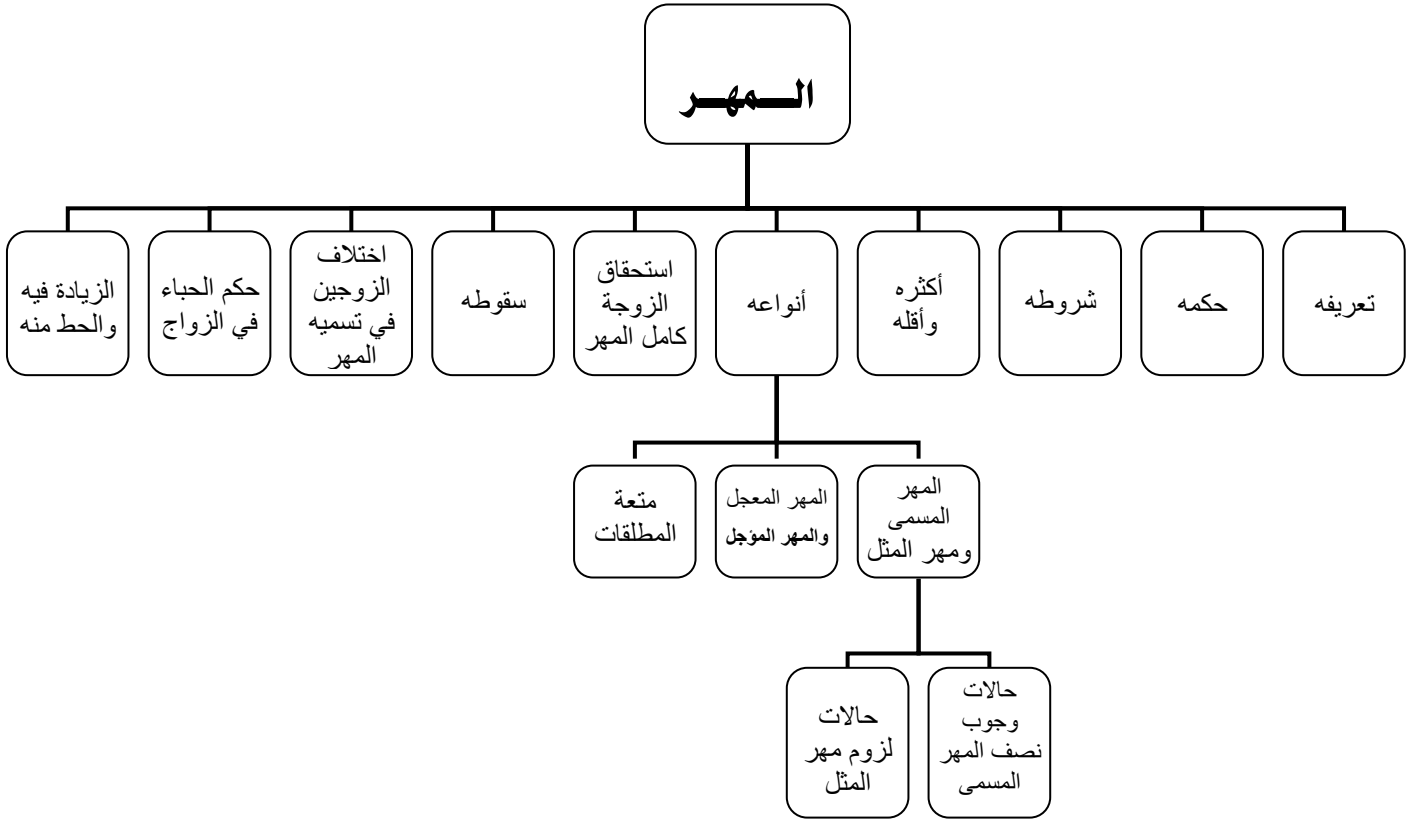 الـــمهـــر
تعريفه
حكمه
شروطه
أكثره
وأقله
أنواعه
استحقاق
الزوجة
كامل المهر
سقوطه
اختلاف
الزوجين
في تسميه
المهر
حكم الحباء
في الزواج
الزيادة فيه
والحط منه
المهر
المسمى
ومهر المثل
المهر المعجل
والمهر المؤجل
متعة
المطلقات
حالات
وجوب
نصف المهر
المسمى
حالات
لزوم مهر
المثل